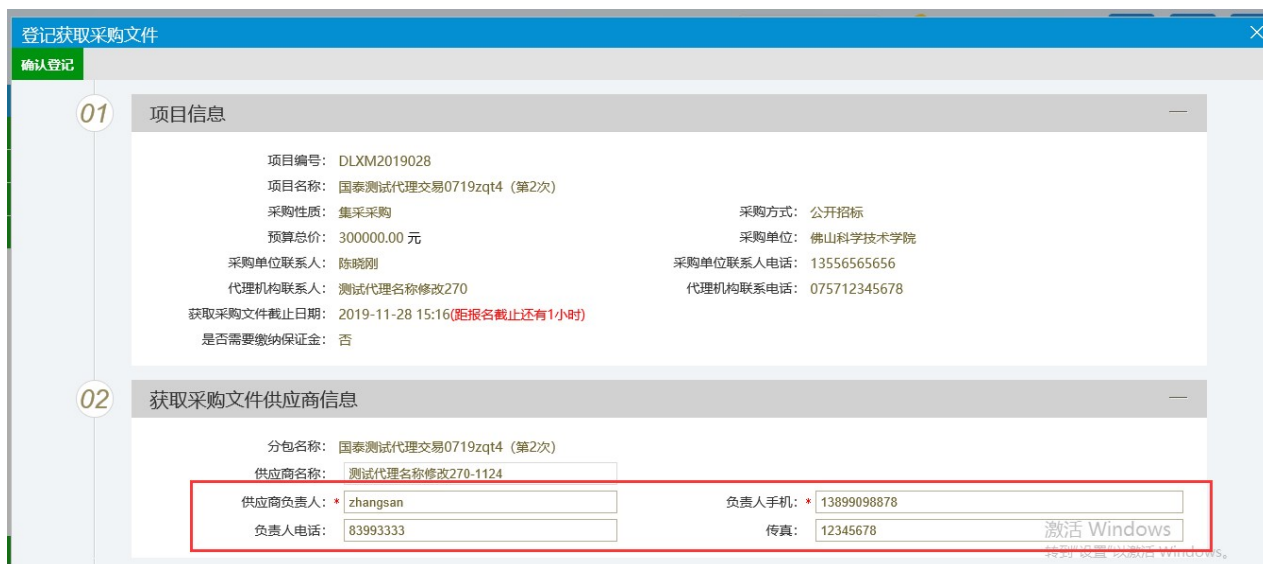 登记获取采购文件
确认登记
01 项目信息
项目编号： DLXM2019028
项目名称： 国泰测试代理交易0719zqt4（第2次）
采购性质： 集采采购 采购方式： 公开招标
预算总价： 300000.00 元 采购单位： 佛山科学技术学院
采购单位联系人： 陈晓刚 采购单位联系人电话： 13556565656
代理机构联系人： 测试代理名称修改270 代理机构联系电话： 075712345678
获取采购文件截止日期： 2019-11-28 15:16(距报名截止还有1小时)
是否需要缴纳保证金： 否
02 获取采购文件供应商信息
分包名称： 国泰测试代理交易0719zqt4（第2次）
供应商名称： 测试代理名称修改270-1124
供应商负责人：* zhangsan 负责人手机：* 13899098878
负责人电话： 83993333 传真： 12345678
激活 Windows
转到"设置"以激活 Windows。